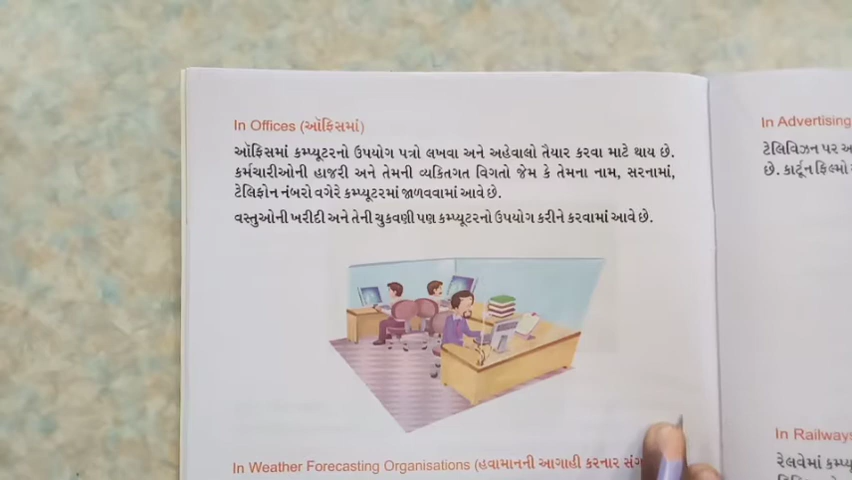 In Offices (ઑફિસમાં)
ઑફિસમાં કમ્પ્યૂટરનો ઉપયોગ પત્રો લખવા અને અહેવાલો તૈયાર કરવા માટે થાય છે.
કર્મચારીઓની હાજરી અને તેમની વ્યક્તિગત વિગતો જેમ કે તેમના નામ, સરનામાં,
ટેલિફોન નંબરો વગેરે કમ્પ્યૂટરમાં જાળવવામાં આવે છે.
વસ્તુઓની ખરીદી અને તેની ચુકવણી પણ કમ્પ્યૂટરનો ઉપયોગ કરીને કરવામાં આવે છે.
In Weather Forecasting Organisations (હવામાનની આગાહી કરનાર
In Advertising
ટેલિવિઝન પર
છે. કાર્ટૂન ફિલ્મો
In Railways
રેલવેમાં